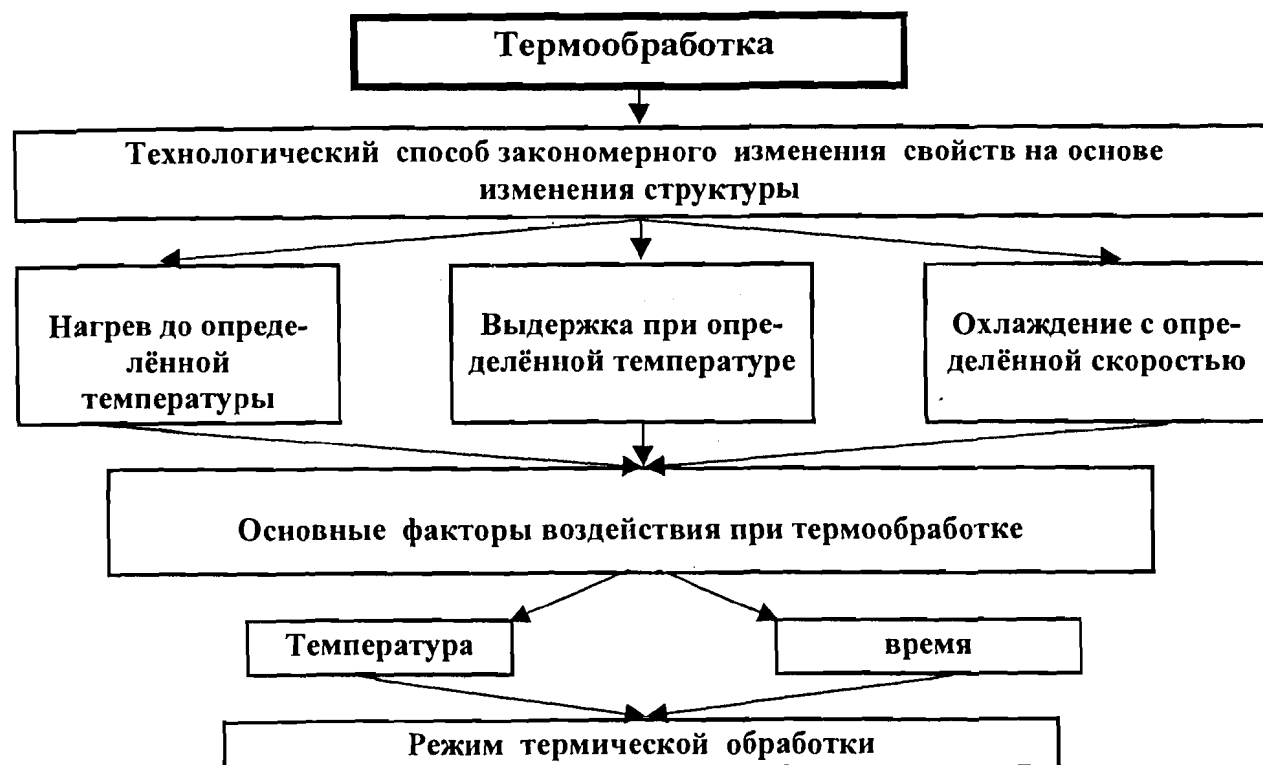 Термообработка
Технологический способ закономерного изменения свойств на основе
изменения структуры
Нагрев до опреде-
лённой
температуры
Выдержка при опре-
делённой температуре
Охлаждение с опре-
делённой скоростью
Основные факторы воздействия при термообработке
Температура
время
Режим термической обработки